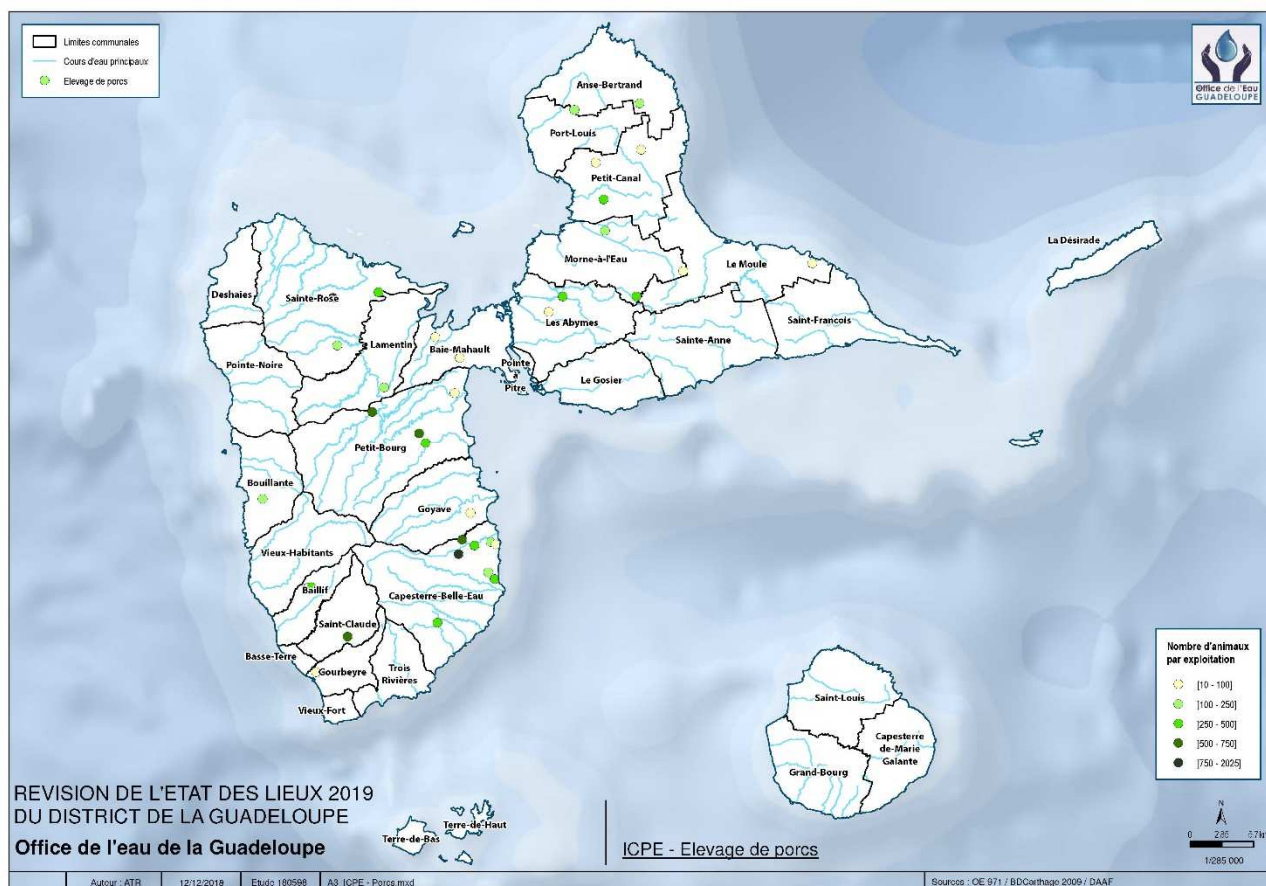 Limites communales
Cours d'eau principaux
Elevage de porcs
Office de l'Eau
GUADELOUPE
Anse-Bertrand
Port-Louis
Petit-Canal
La Désirade
Morne-à-l'Eau
Le Moule
Deshaies
Sainte-Rose
Lamentin
Les Abymes
Saint-François
Baie-Mahault
Sainte-Anne
Pointe-Noire
Pointe
à
Pitre
Le Gosier
Petit-Bourg
Bouillante
Goyave
Vieux-Habitants
Baillif
Capesterre-Belle-Eau
Saint-Claude
Basse-Terre
Gourbeyre
Trois
Rivières
Vieux-Fort
Saint-Louis
Capesterre
de-Marie
Galante
Grand-Bourg
Terre-de-Haut
Terre-de-Bas
Nombre d'animaux
par exploitation
[10 - 100]
]100 - 250]
]250 - 500]
]500 - 750]
]750 - 2025]
N
0 2.85 5.7km
1/285 000
REVISION DE L'ETAT DES LIEUX 2019
DU DISTRICT DE LA GUADELOUPE
Office de l'eau de la Guadeloupe
ICPE - Elevage de porcs
Auteur : ATR 12/12/2018 Etude 180598 A3_ICPE - Porcs.mxd Sources : OE 971 / BDCarthage 2009 / DAAF